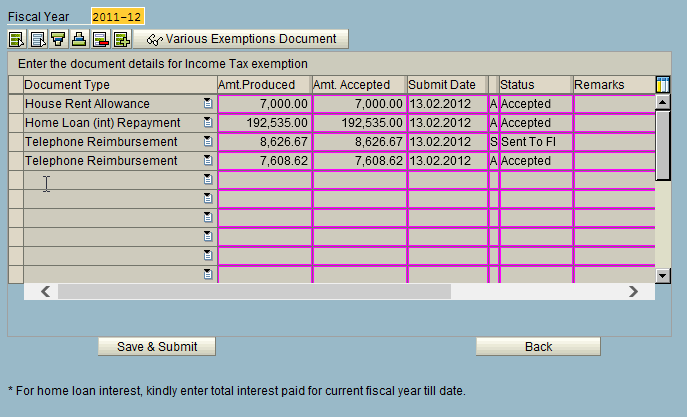 Fiscal Year 2011-12
Various Exemptions Document
Enter the document details for Income Tax exemption
Document Type Amt.Produced Amt. Accepted Submit Date Status Remarks
House Rent Allowance 7,000.00 7,000.00 13.02.2012 A Accepted
Home Loan (int) Repayment 192,535.00 192,535.00 13.02.2012 A Accepted
Telephone Reimbursement 8,626.67 8,626.67 13.02.2012 S Sent To FI
Telephone Reimbursement 7,608.62 7,608.62 13.02.2012 A Accepted
Save & Submit Back
* For home loan interest, kindly enter total interest paid for current fiscal year till date.